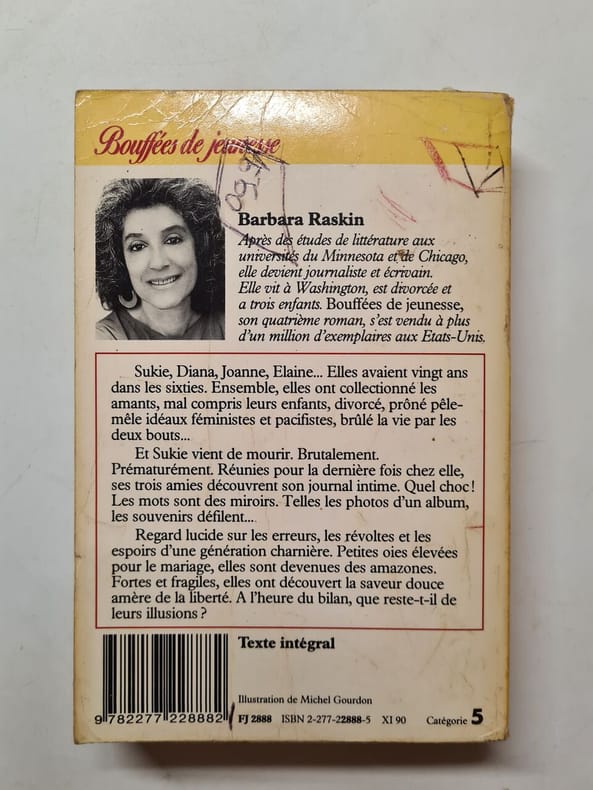 Bouffées de jeunesse
Barbara Raskin
Après des études de littérature aux
universités du Minnesota et de Chicago,
elle devient journaliste et écrivain.
Elle vit à Washington, est divorcée et
a trois enfants. Bouffées de jeunesse,
son quatrième roman, s'est vendu à plus
d'un million d'exemplaires aux Etats-Unis.
Sukie, Diana, Joanne, Elaine... Elles avaient vingt ans
dans les sixties. Ensemble, elles ont collectionné les
amants, mal compris leurs enfants, divorcé, prôné pêle-
mêle idéaux féministes et pacifistes, brûlé la vie par les
deux bouts...
Et Sukie vient de mourir. Brutalement.
Prématurément. Réunies pour la dernière fois chez elle,
ses trois amies découvrent son journal intime. Quel choc !
Les mots sont des miroirs. Telles les photos d'un album,
les souvenirs défilent...
Regard lucide sur les erreurs, les révoltes et les
espoirs d'une génération charnière. Petites oies élevées
pour le mariage, elles sont devenues des amazones.
Fortes et fragiles, elles ont découvert la saveur douce
amère de la liberté. A l'heure du bilan, que reste-t-il de
leurs illusions ?
Texte intégral
Illustration de Michel Gourdon
9 782277 228882
FJ 2888 ISBN 2-277-22888-5 XI 90 Catégorie 5